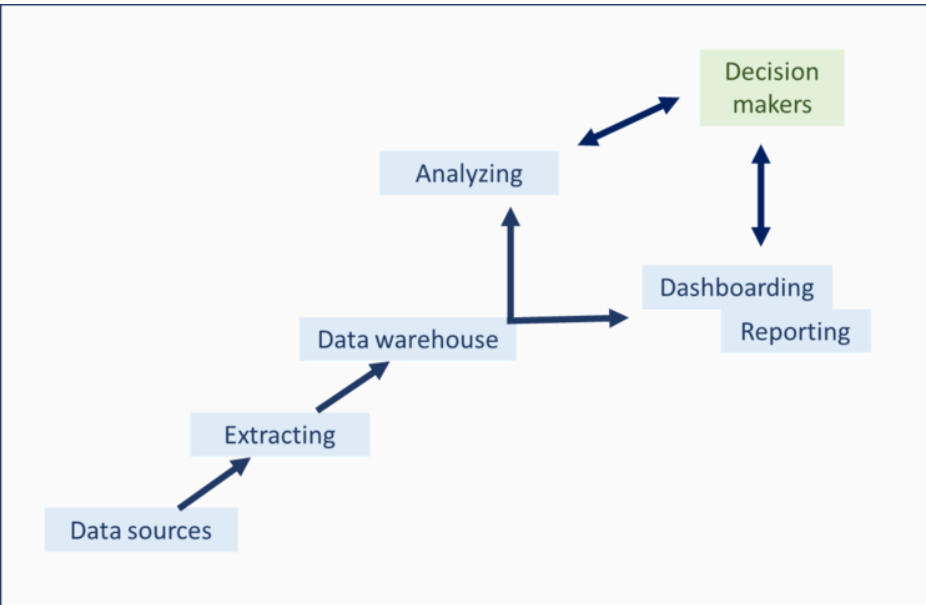 Decision
makers
Analyzing
Dashboarding
Reporting
Data warehouse
Extracting
Data sources